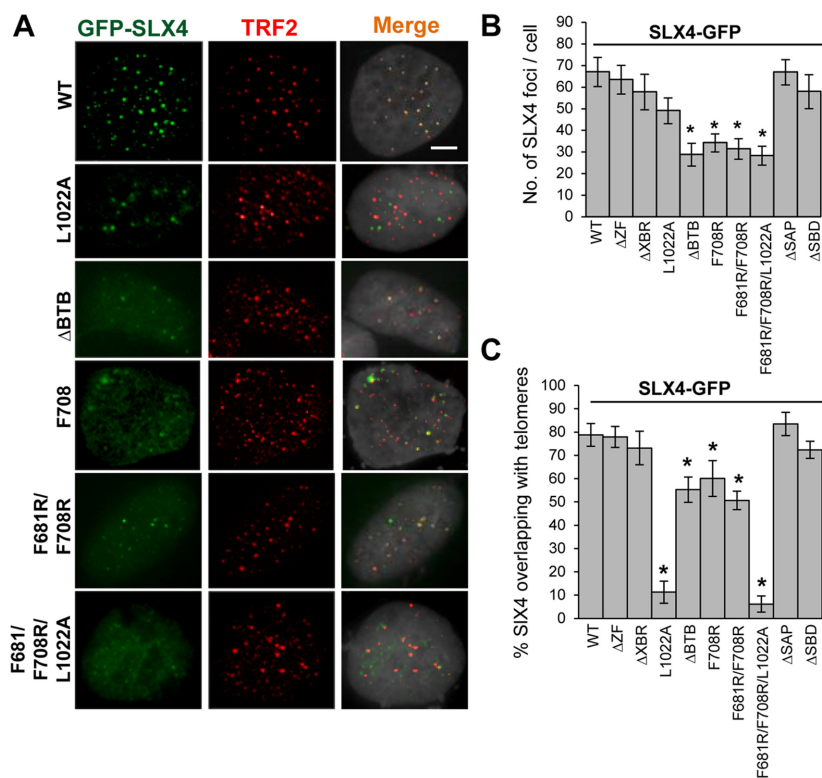 A
GFP-SLX4 TRF2 Merge
WT
L1022A
ΔBTB
F708
F681R/
F708R
F681/
F708R/
L1022A
B
SLX4-GFP
No. of SLX4 foci / cell
90
80
70
60
50
40
30
20
10
0
* * * *
WT
ΔZF
ΔXBR
L1022A
ΔBTB
F708R
F681R/F708R
F681R/F708R/L1022A
ΔSAP
ΔSBD
C
SLX4-GFP
% SlX4 overlapping with telomeres
100
90
80
70
60
50
40
30
20
10
0
* * * * *
WT
ΔZF
ΔXBR
L1022A
ΔBTB
F708R
F681R/F708R
F681R/F708R/L1022A
ΔSAP
ΔSBD